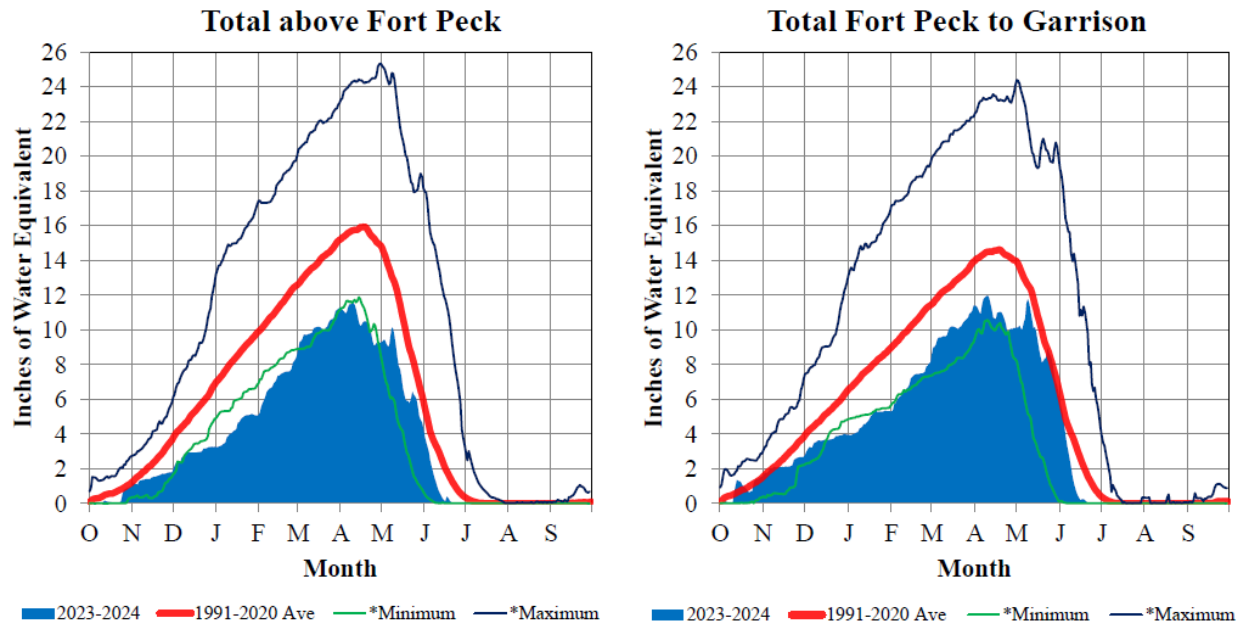 Total above Fort Peck
Inches of Water Equivalent
26
24
22
20
18
16
14
12
10
8
6
4
2
0
O N D J F M A M J J A S
Month
2023-2024 1991-2020 Ave *Minimum *Maximum
Total Fort Peck to Garrison
Inches of Water Equivalent
26
24
22
20
18
16
14
12
10
8
6
4
2
0
O N D J F M A M J J A S
Month
2023-2024 1991-2020 Ave *Minimum *Maximum